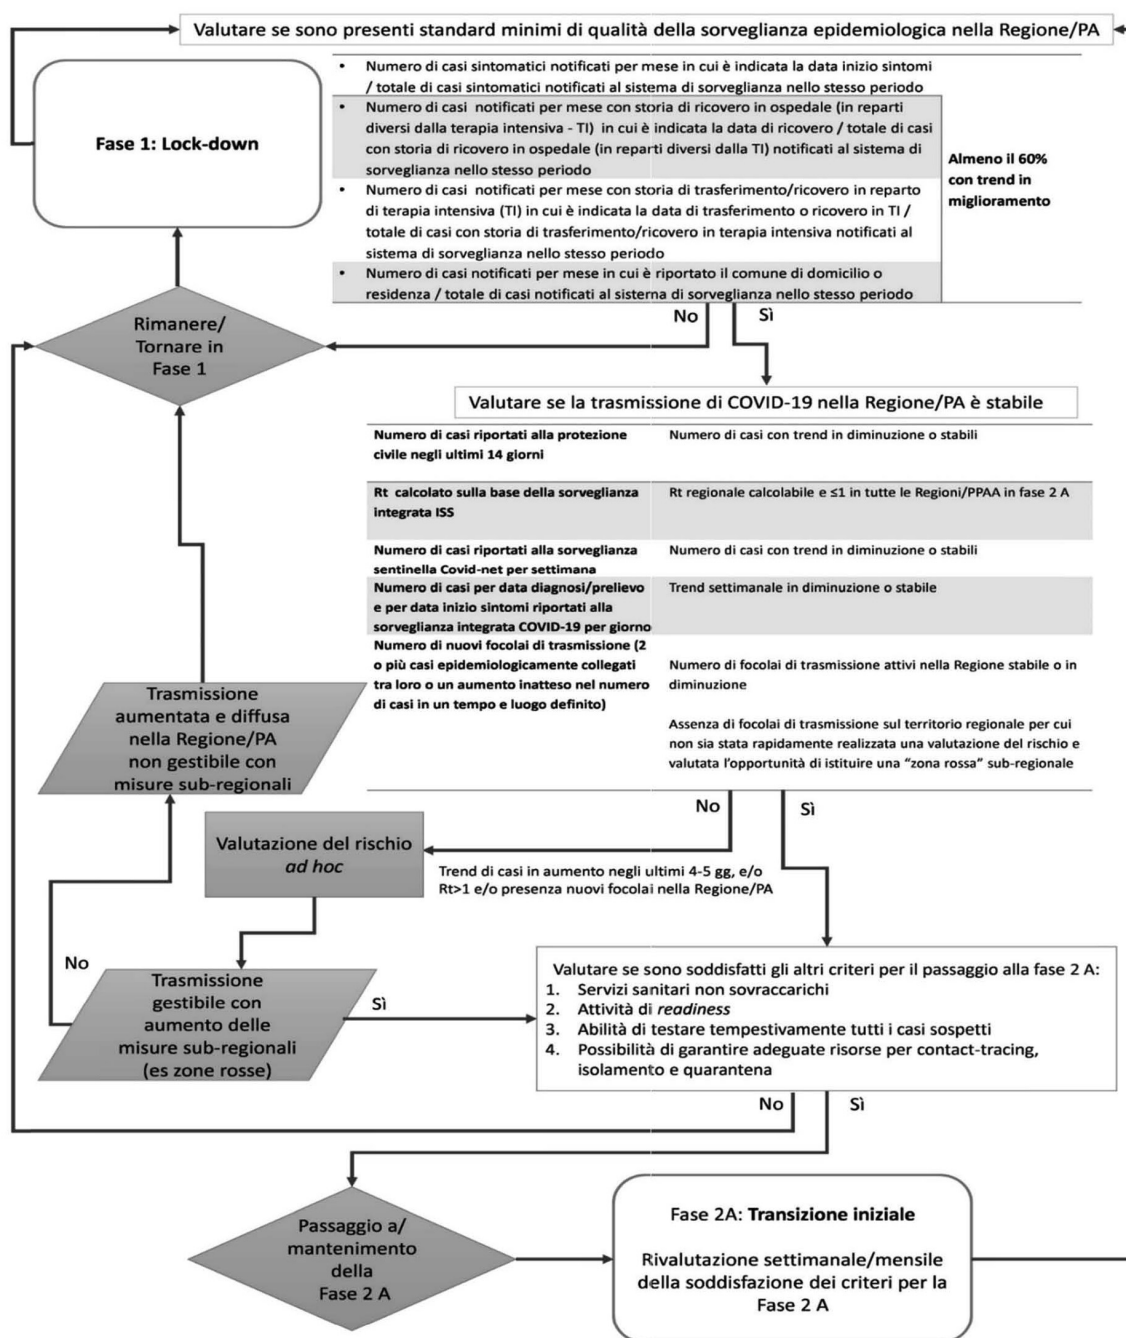 Valutare se sono presenti standard minimi di qualità della sorveglianza epidemiologica nella Regione/PA
Fase 1: Lock-down
• Numero di casi sintomatici notificati per mese in cui è indicata la data inizio sintomi
/ totale di casi sintomatici notificati al sistema di sorveglianza nello stesso periodo
• Numero di casi notificati per mese con storia di ricovero in ospedale (in reparti
diversi dalla terapia intensiva - TI) in cui è indicata la data di ricovero / totale di casi
con storia di ricovero in ospedale (in reparti diversi dalla TI) notificati al sistema di
sorveglianza nello stesso periodo
• Numero di casi notificati per mese con storia di trasferimento/ricovero in reparto
di terapia intensiva (TI) in cui è indicata la data di trasferimento o ricovero in TI /
totale di casi con storia di trasferimento/ricovero in terapia intensiva notificati al
sistema di sorveglianza nello stesso periodo
• Numero di casi notificati per mese in cui è riportato il comune di domicilio o
residenza / totale di casi notificati al sistema di sorveglianza nello stesso periodo
Almeno il 60%
con trend in
miglioramento
No
Sì
Rimanere/
Tornare in
Fase 1
Valutare se la trasmissione di COVID-19 nella Regione/PA è stabile
Numero di casi riportati alla protezione
civile negli ultimi 14 giorni
Numero di casi con trend in diminuzione o stabili
Rt calcolato sulla base della sorveglianza
integrata ISS
Rt regionale calcolabile e ≤1 in tutte le Regioni/PPAA in fase 2 A
Numero di casi riportati alla sorveglianza
sentinella Covid-net per settimana
Numero di casi con trend in diminuzione o stabili
Numero di casi per data diagnosi/prelievo
e per data inizio sintomi riportati alla
sorveglianza integrata COVID-19 per giorno
Trend settimanale in diminuzione o stabile
Numero di nuovi focolai di trasmissione (2
o più casi epidemiologicamente collegati
tra loro o un aumento inatteso nel numero
di casi in un tempo e luogo definito)
Numero di focolai di trasmissione attivi nella Regione stabile o in
diminuzione
Assenza di focolai di trasmissione sul territorio regionale per cui
non sia stata rapidamente realizzata una valutazione del rischio e
valutata l'opportunità di istituire una "zona rossa" sub-regionale
No
Sì
Trasmissione
aumentata e diffusa
nella Regione/PA
non gestibile con
misure sub-regionali
Valutazione del rischio
ad hoc
Trend di casi in aumento negli ultimi 4-5 gg, e/o
Rt>1 e/o presenza nuovi focolai nella Regione/PA
No
Trasmissione
gestibile con
aumento delle
misure sub-regionali
(es zone rosse)
Sì
Valutare se sono soddisfatti gli altri criteri per il passaggio alla fase 2 A:
1. Servizi sanitari non sovraccarichi
2. Attività di readiness
3. Abilità di testare tempestivamente tutti i casi sospetti
4. Possibilità di garantire adeguate risorse per contact-tracing,
isolamento e quarantena
No
Sì
Passaggio a/
mantenimento
della
Fase 2 A
Fase 2A: Transizione iniziale
Rivalutazione settimanale/mensile
della soddisfazione dei criteri per la
Fase 2 A